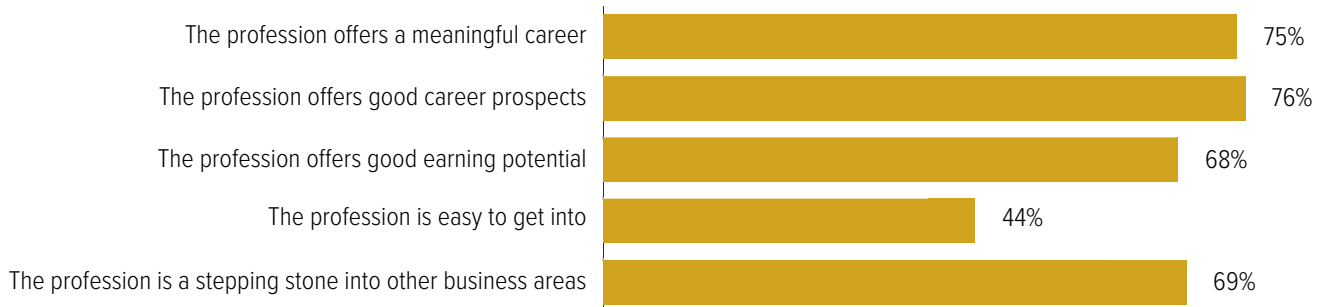 The profession offers a meaningful career 75%
The profession offers good career prospects 76%
The profession offers good earning potential 68%
The profession is easy to get into 44%
The profession is a stepping stone into other business areas 69%